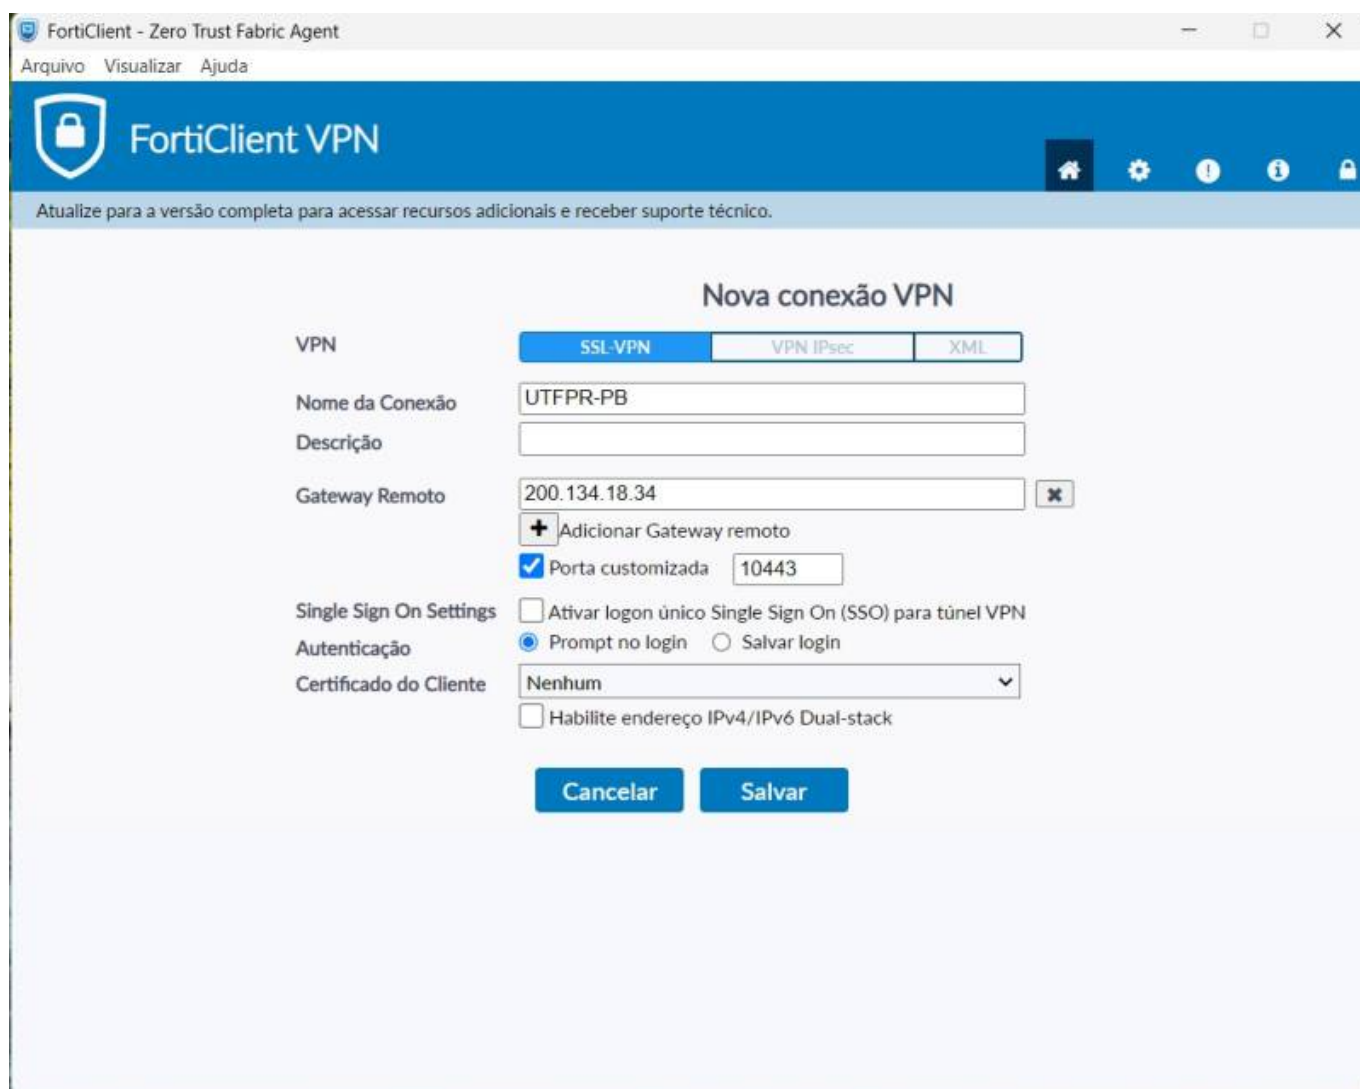 FortiClient - Zero Trust Fabric Agent
Arquivo Visualizar Ajuda
FortiClient VPN
Atualize para a versão completa para acessar recursos adicionais e receber suporte técnico.
Nova conexão VPN
VPN SSL-VPN VPN IPsec XML
Nome da Conexão UTFPR-PB
Descrição
Gateway Remoto 200.134.18.34
Adicionar Gateway remoto
Porta customizada 10443
Single Sign On Settings Ativar logon único Single Sign On (SSO) para túnel VPN
Autenticação Prompt no login Salvar login
Certificado do Cliente Nenhum
Habilite endereço IPv4/IPv6 Dual-stack
Cancelar Salvar